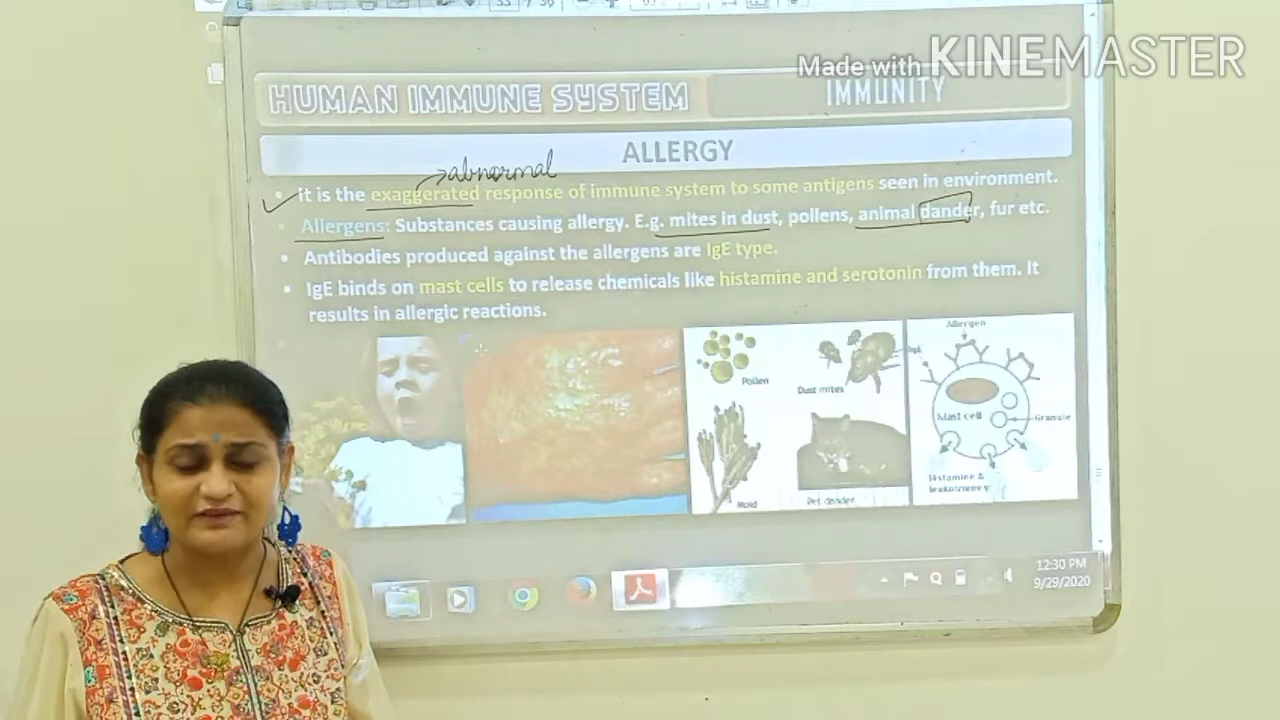 Made with KINEMASTER
HUMAN IMMUNE SYSTEM IMMUNITY
ALLERGY
abnormal
It is the exaggerated response of immune system to some antigens seen in environment.
Allergens: Substances causing allergy. E.g. mites in dust, pollens, animal dander, fur etc.
Antibodies produced against the allergens are IgE type.
IgE binds on mast cells to release chemicals like histamine and serotonin from them. It
results in allergic reactions.
Pollen
Dust mites
Mold
Pet dander
Allergen
Mast cell
Granule
Histamine &
12:30 PM
9/29/2020